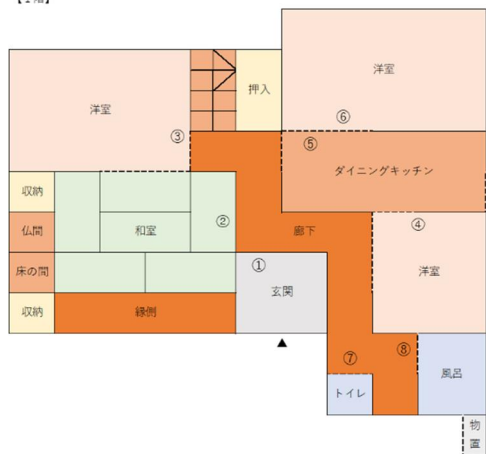 【1階】
洋室
押入
洋室
⑥
③
⑤
ダイニングキッチン
収納
仏間
和室
②
廊下
④
床の間
①
玄関
洋室
収納
縁側
▲
⑦
⑧
風呂
トイレ
物
置